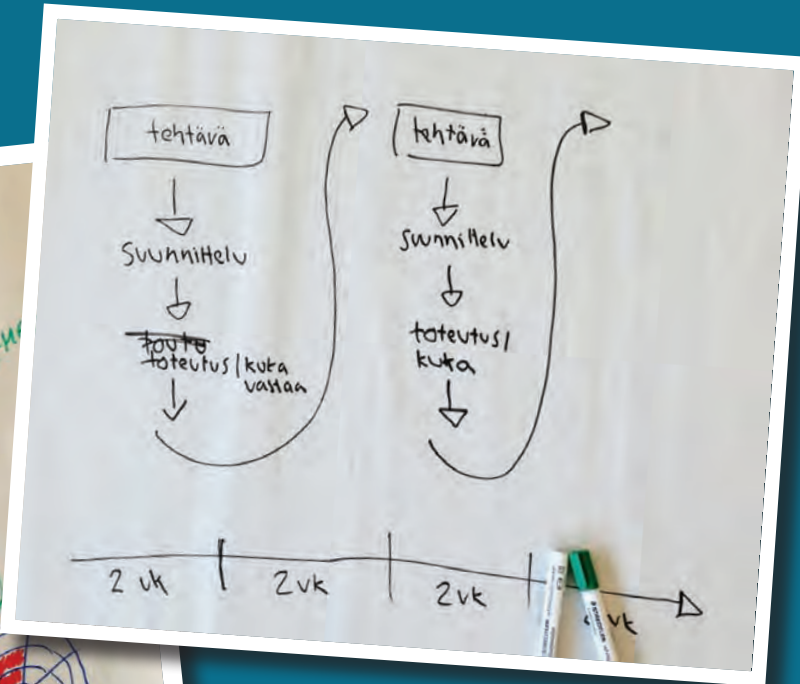 tehtävä
Suunnittelu
toteutus/kuka
vastaa
tehtävä
suunnittelu
toteutus/
kuka
2 vk
2 vk
2 vk
vk